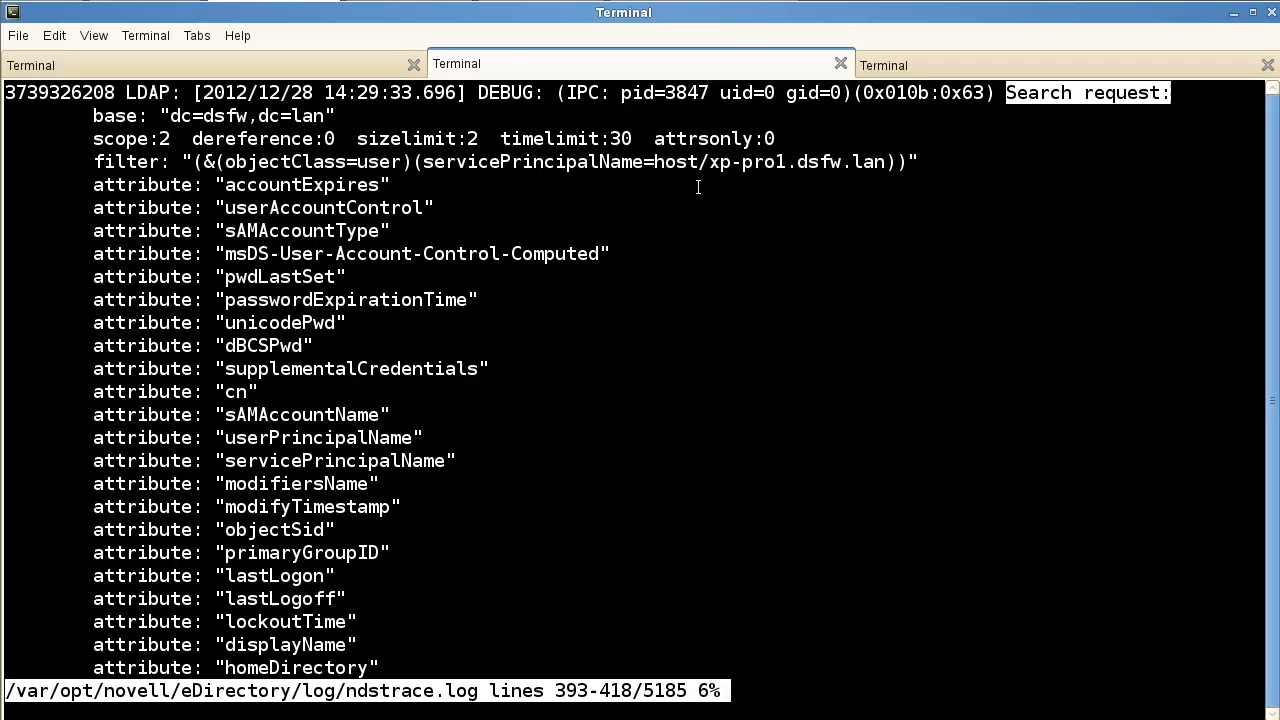 Terminal
File Edit View Terminal Tabs Help
Terminal Terminal Terminal
3739326208 LDAP: [2012/12/28 14:29:33.696] DEBUG: (IPC: pid=3847 uid=0 gid=0)(0x010b:0x63) Search request:
base: "dc=dsfw,dc=lan"
scope:2 dereference:0 sizelimit:2 timelimit:30 attrsonly:0
filter: "(&(objectClass=user)(servicePrincipalName=host/xp-pro1.dsfw.lan))"
attribute: "accountExpires"
attribute: "userAccountControl"
attribute: "sAMAccountType"
attribute: "msDS-User-Account-Control-Computed"
attribute: "pwdLastSet"
attribute: "passwordExpirationTime"
attribute: "unicodePwd"
attribute: "dBCSPwd"
attribute: "supplementalCredentials"
attribute: "cn"
attribute: "sAMAccountName"
attribute: "userPrincipalName"
attribute: "servicePrincipalName"
attribute: "modifiersName"
attribute: "modifyTimestamp"
attribute: "objectSid"
attribute: "primaryGroupID"
attribute: "lastLogon"
attribute: "lastLogoff"
attribute: "lockoutTime"
attribute: "displayName"
attribute: "homeDirectory"
/var/opt/novell/eDirectory/log/ndstrace.log lines 393-418/5185 6%